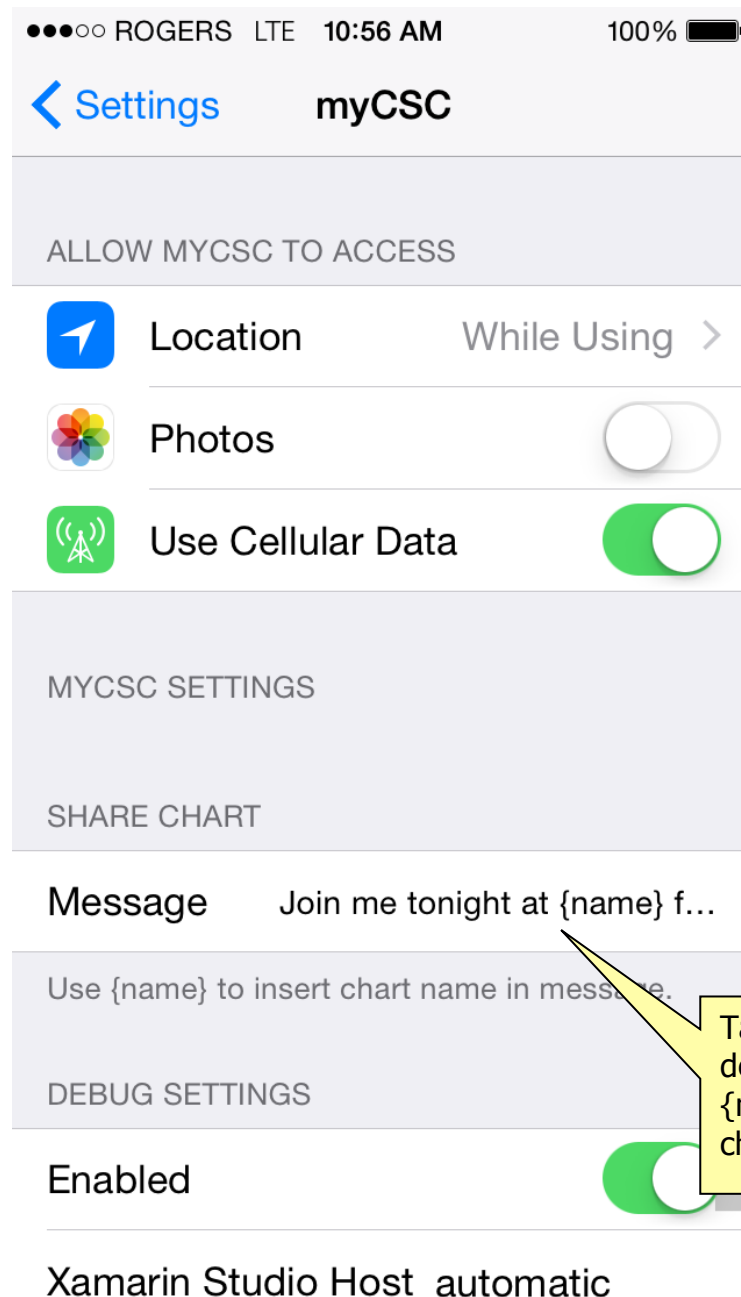 ROGERS LTE 10:56 AM 100%
Settings myCSC
ALLOW MYCSC TO ACCESS
Location While Using
Photos
Use Cellular Data
MYCSC SETTINGS
SHARE CHART
Message Join me tonight at {name} f...
Use {name} to insert chart name in message.
DEBUG SETTINGS
Enabled
Xamarin Studio Host automatic